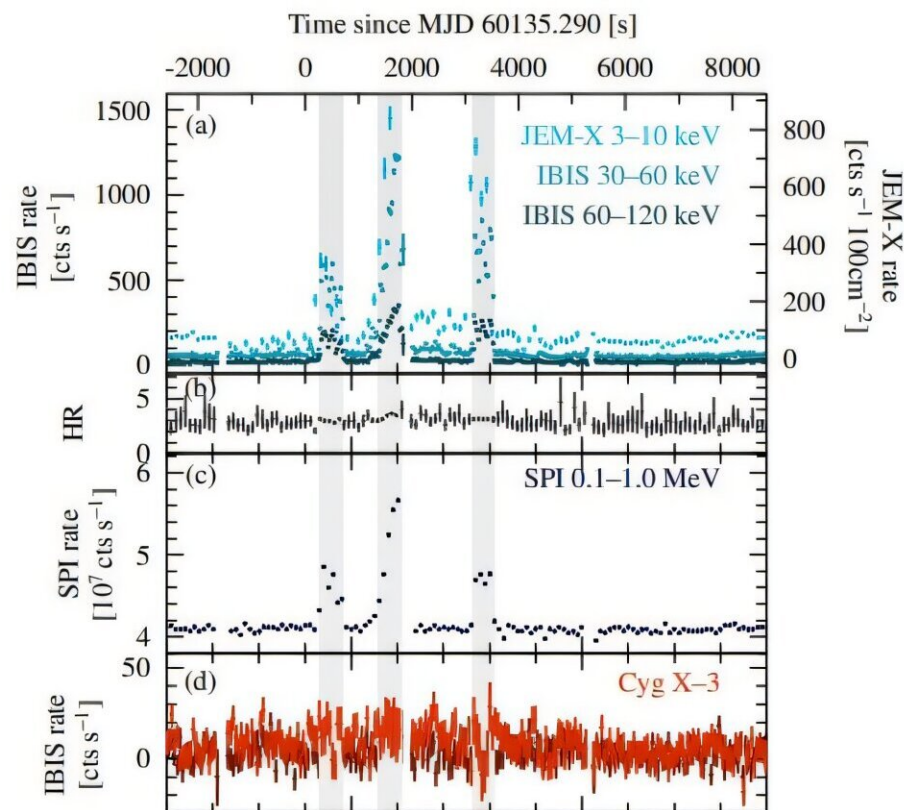 Time since MJD 60135.290 [s]
-2000 0 2000 4000 6000 8000
(a)
JEM-X 3–10 keV
IBIS 30–60 keV
IBIS 60–120 keV
1500
1000
500
0
IBIS rate
[cts s⁻¹]
800
600
400
200
0
JEM-X rate
[cts s⁻¹ 100cm⁻²]
(b)
5
0
HR
(c)
SPI 0.1–1.0 MeV
6
5
4
SPI rate
[10⁷ cts s⁻¹]
(d)
Cyg X–3
50
0
IBIS rate
[cts s⁻¹]